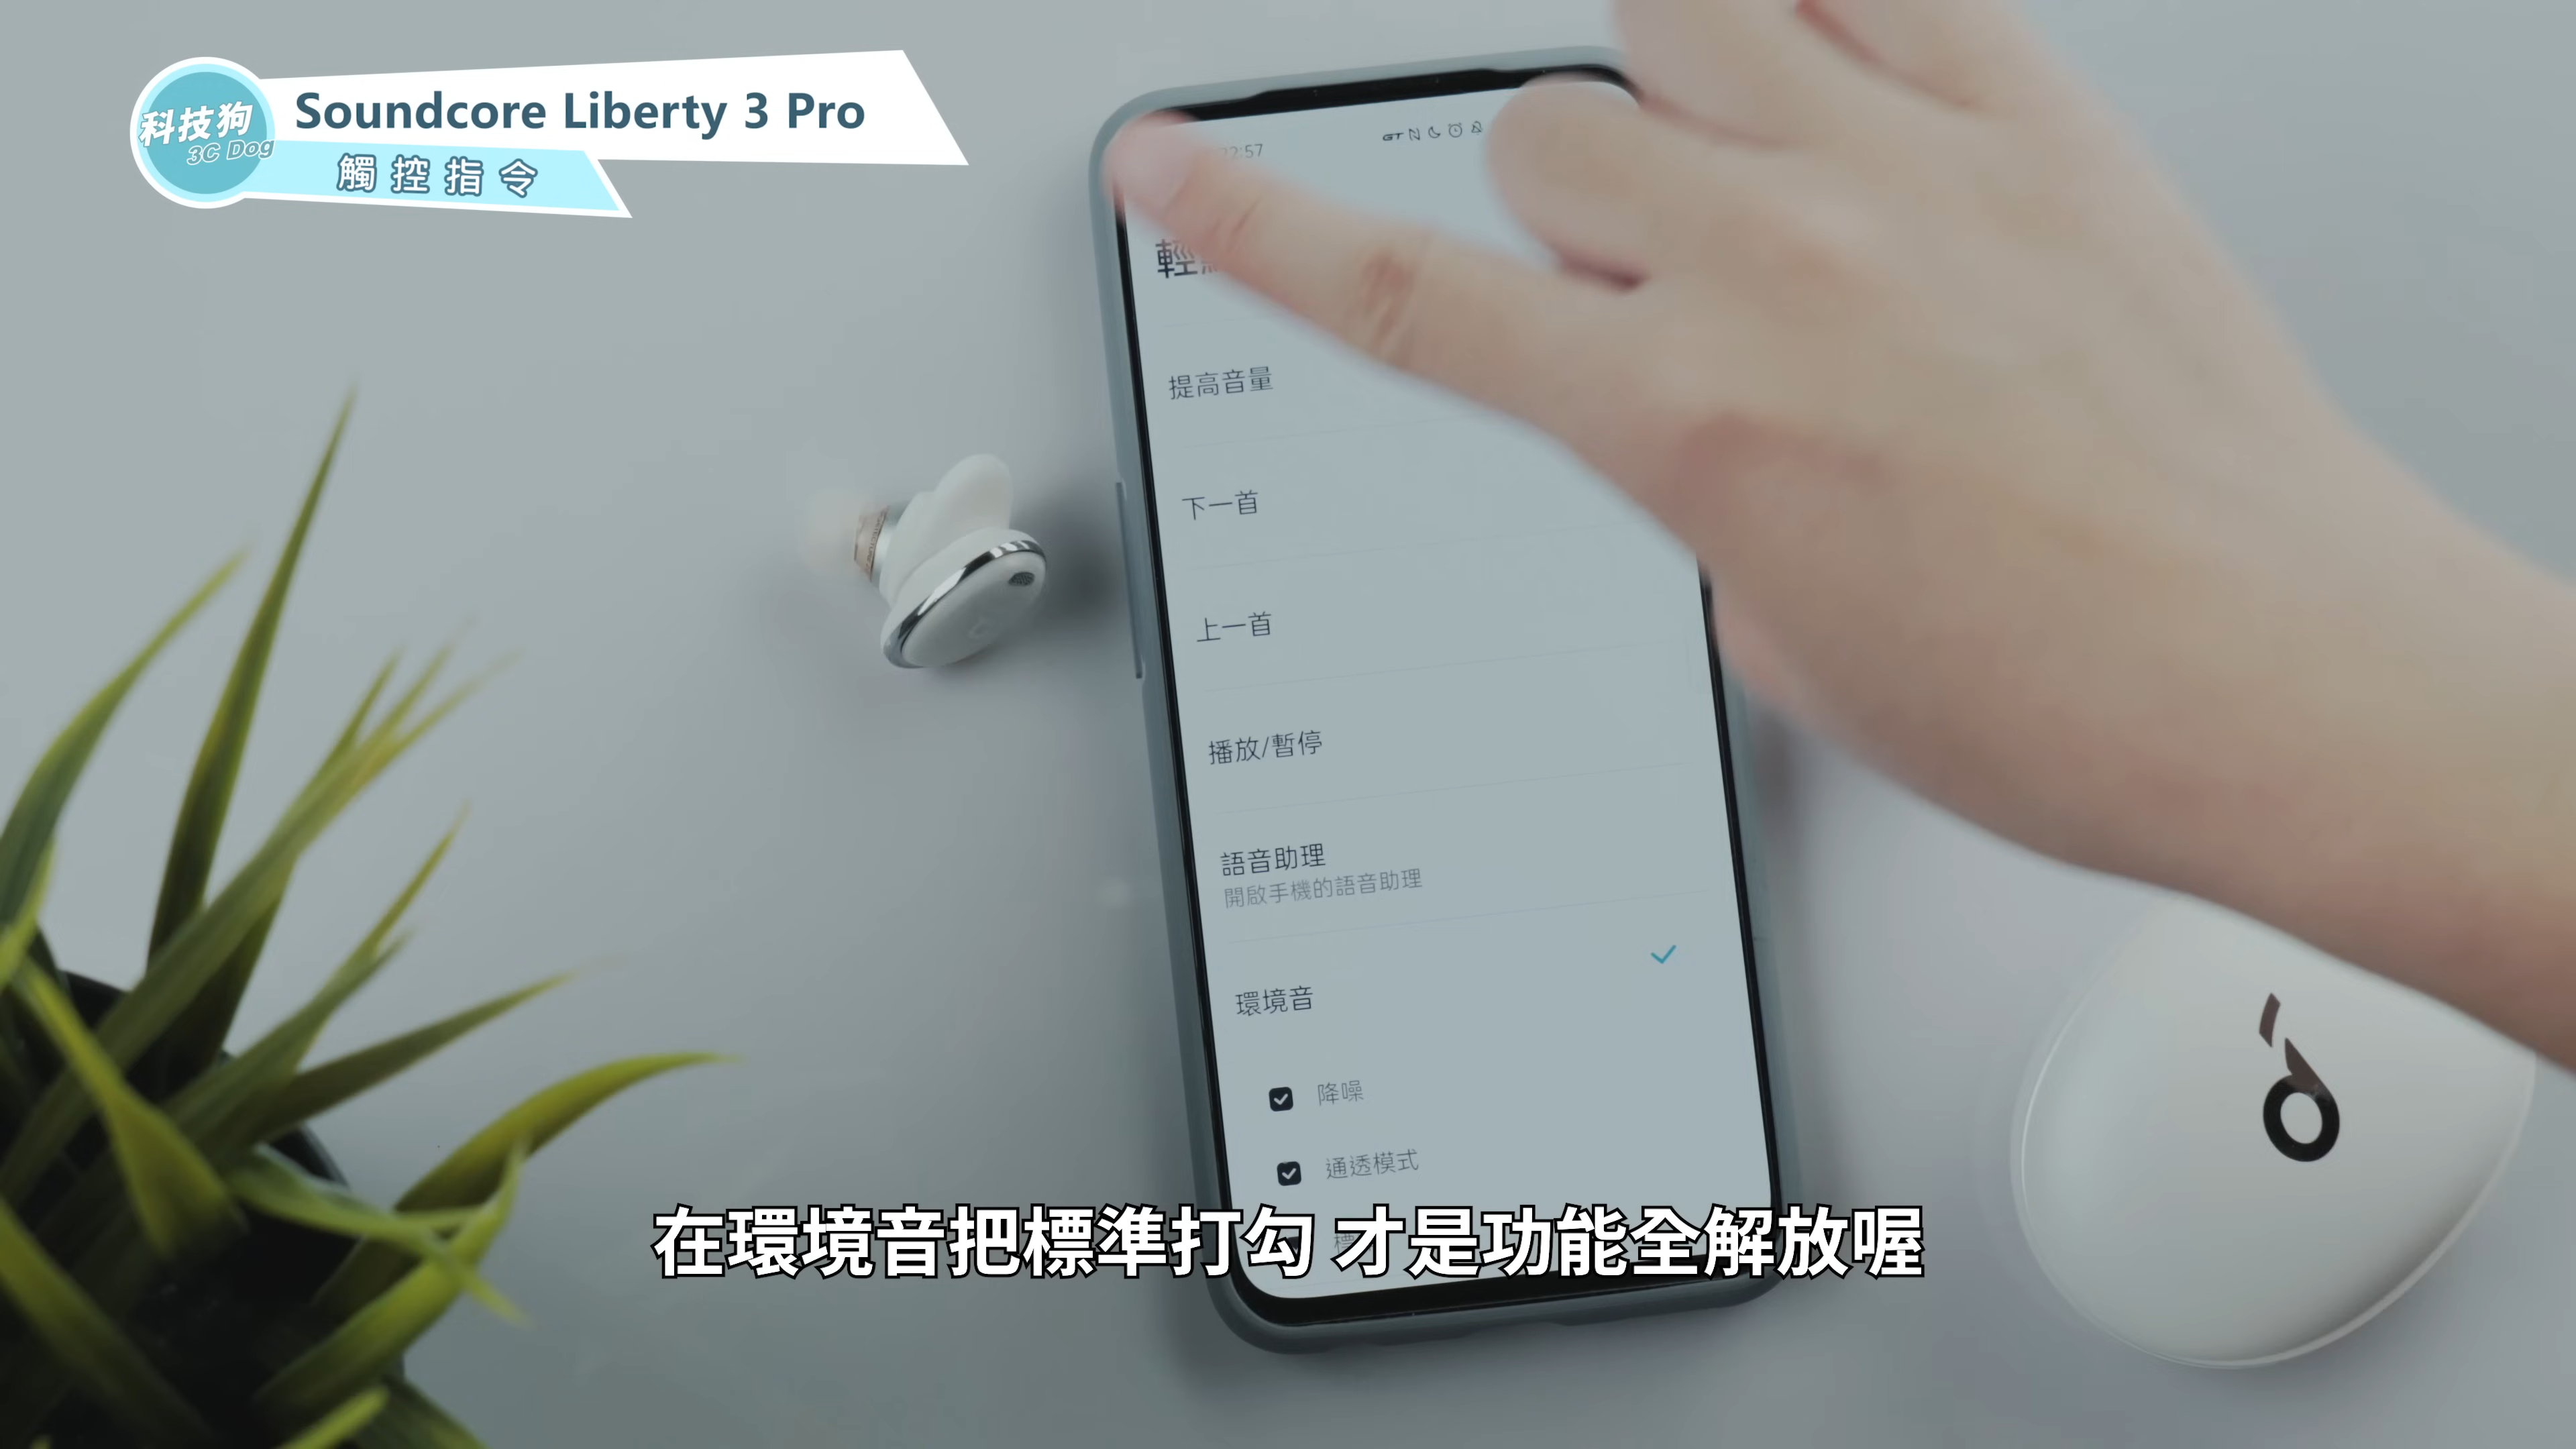 科技狗
3C Dog
Soundcore Liberty 3 Pro
觸控指令
22:57
輕
提高音量
下一首
上一首
播放/暫停
語音助理
開啟手機的語音助理
環境音
降噪
通透模式
在環境音把標準打勾 才是功能全解放喔